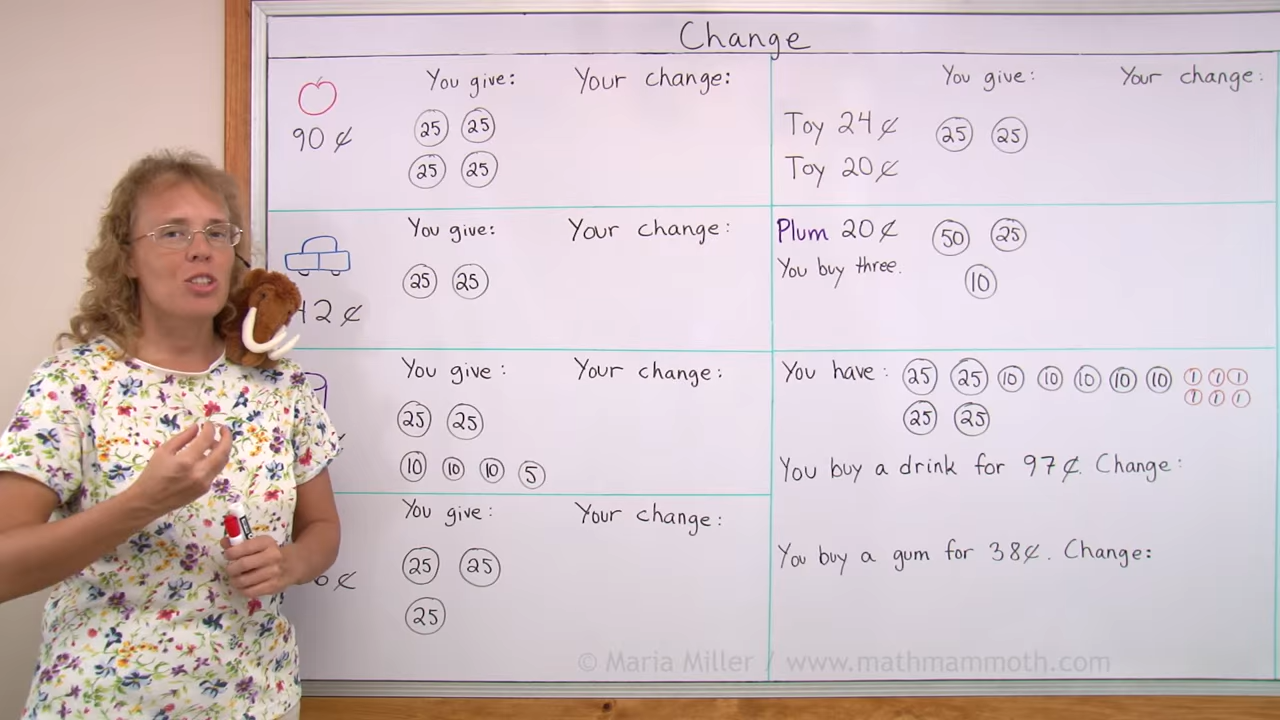 Change
You give: Your change:
90 ¢
25 25
25 25
You give: Your change:
25 25
42 ¢
You give: Your change:
25 25
10 10 10 5
You give: Your change:
25 25
6 ¢
25
You give: Your change:
Toy 24 ¢ 25 25
Toy 20 ¢
Plum 20 ¢ 50 25
You buy three.
10
You have: 25 25 10 10 10 10 10 1 1 1
25 25 1 1 1
You buy a drink for 97 ¢. Change:
You buy a gum for 38 ¢. Change:
© Maria Miller / www.mathmammoth.com